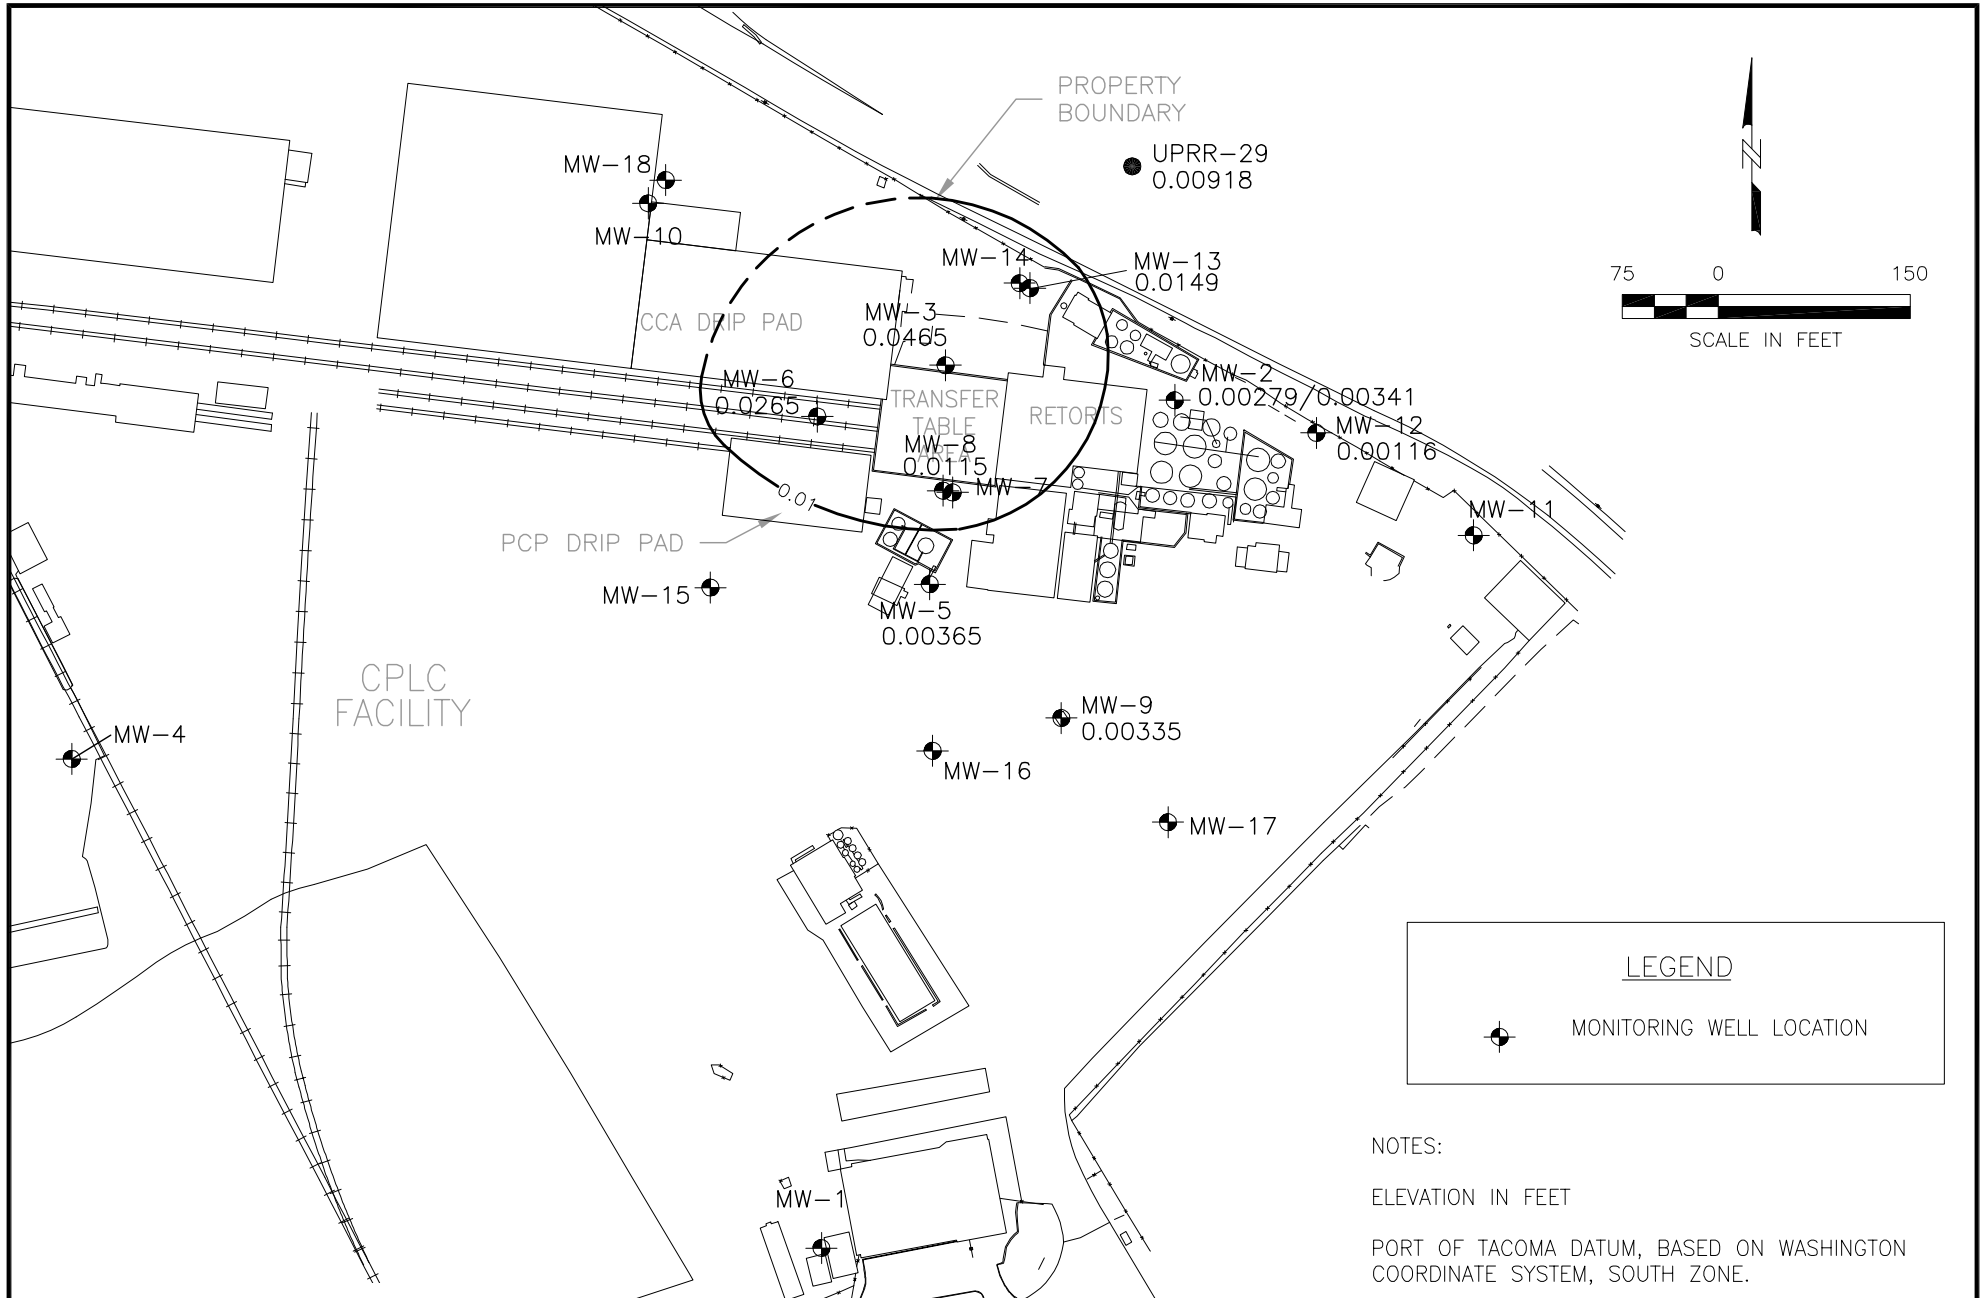 PROPERTY
BOUNDARY
UPRR-29
0.00918
MW-18
MW-10
MW-14
MW-13
0.0149
75 0 150
SCALE IN FEET
N
MW-3
0.0465
CCA DRIP PAD
MW-6
0.0265
TRANSFER
TABLE
AREA
RETORTS
MW-2
0.00279/0.00341
MW-12
0.00116
MW-8
0.0115
MW-7
0.01
MW-11
PCP DRIP PAD
MW-15
MW-5
0.00365
CPLC
FACILITY
MW-9
0.00335
MW-4
MW-16
MW-17
LEGEND
MONITORING WELL LOCATION
NOTES:
MW-1
ELEVATION IN FEET
PORT OF TACOMA DATUM, BASED ON WASHINGTON
COORDINATE SYSTEM, SOUTH ZONE.